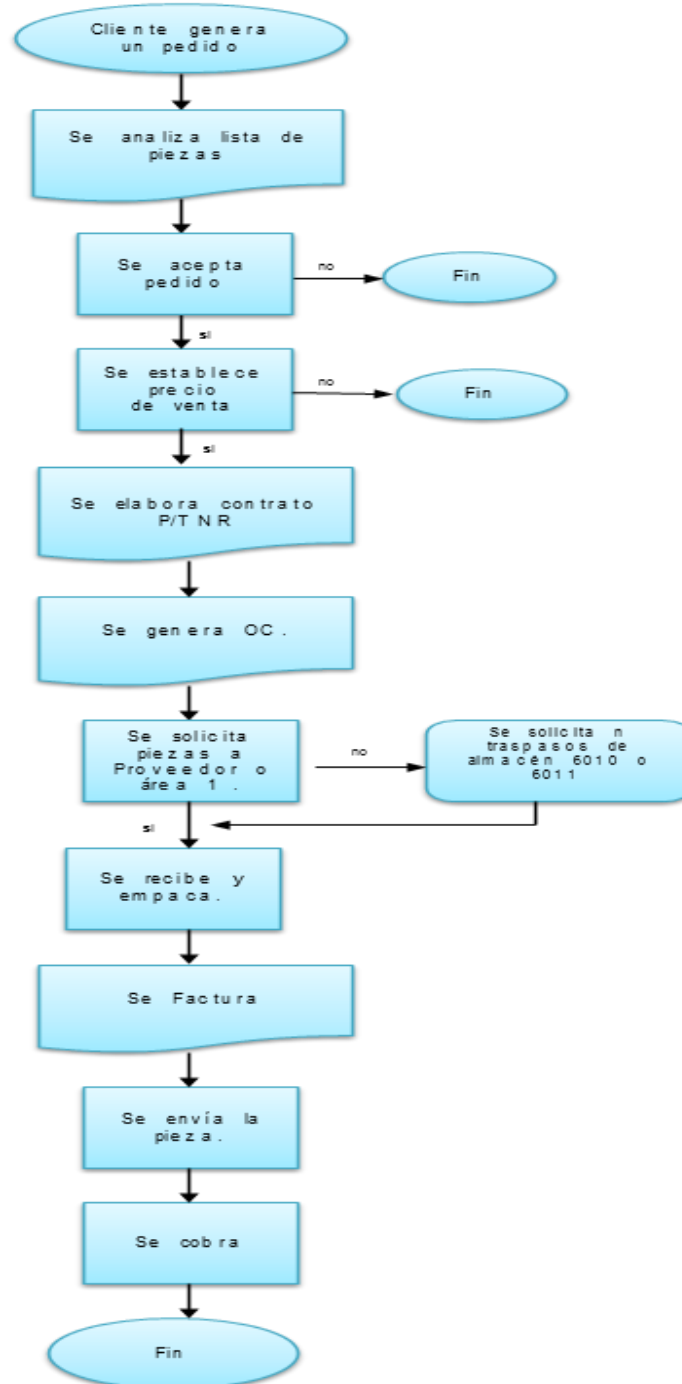 Cliente genera
un pedido
Se analiza lista de
piezas
Se acepta
pedido
no
Fin
si
Se establece
precio
de venta
no
Fin
si
Se elabora contrato
P/T NR
Se genera OC.
Se solicita
piezas a
Proveedor o
área 1.
no
Se solicita n
traspasos de
almacén 6010 o
6011
si
Se recibe y
empaca.
Se Factura
Se envía la
pieza.
Se cobra
Fin